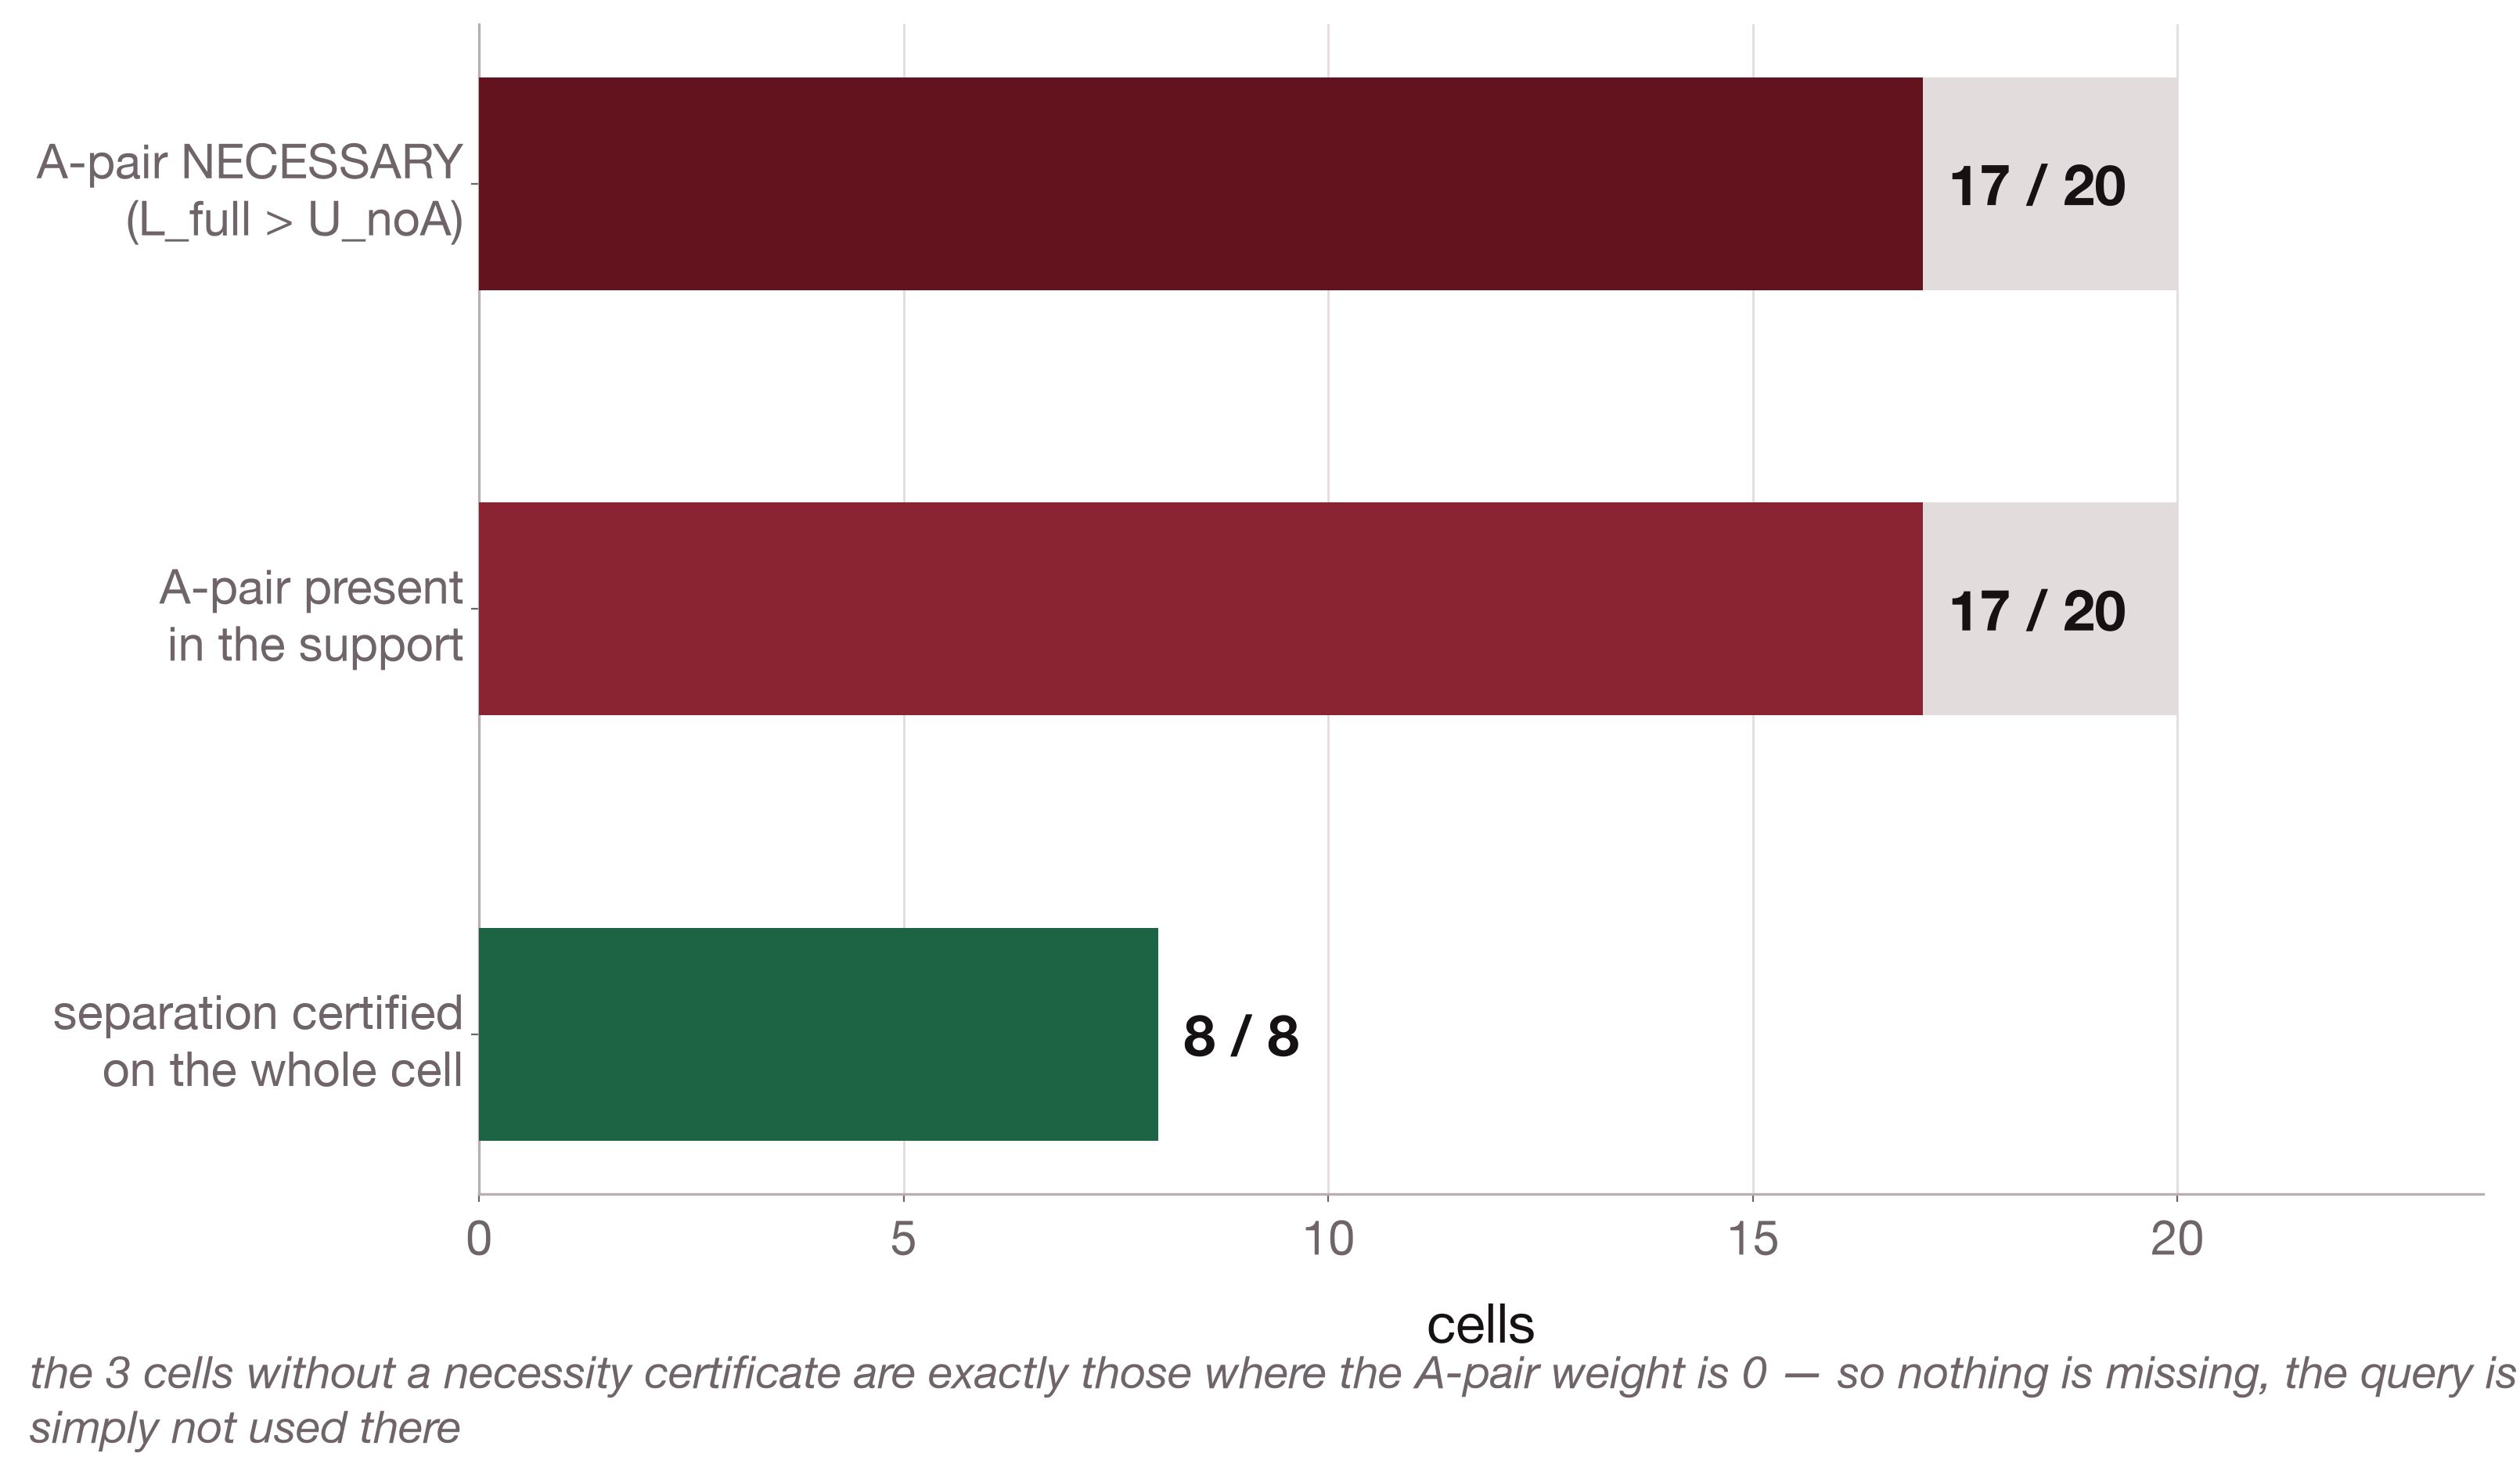 A-pair NECESSARY
(L_full > U_noA)
17 / 20
A-pair present
in the support
17 / 20
separation certified
on the whole cell
8 / 8
0 5 10 15 20
cells
the 3 cells without a necessity certificate are exactly those where the A-pair weight is 0 — so nothing is missing, the query is
simply not used there